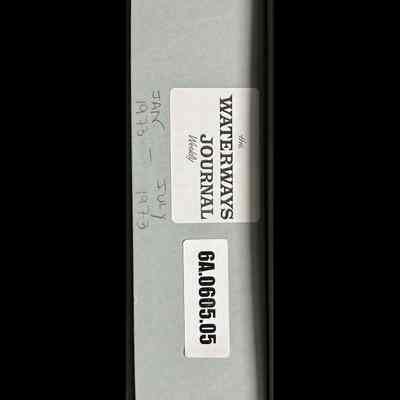 the
WATERWAYS
JOURNAL
Weekly
JAN — JULY
1973 1973
6A.0605.05